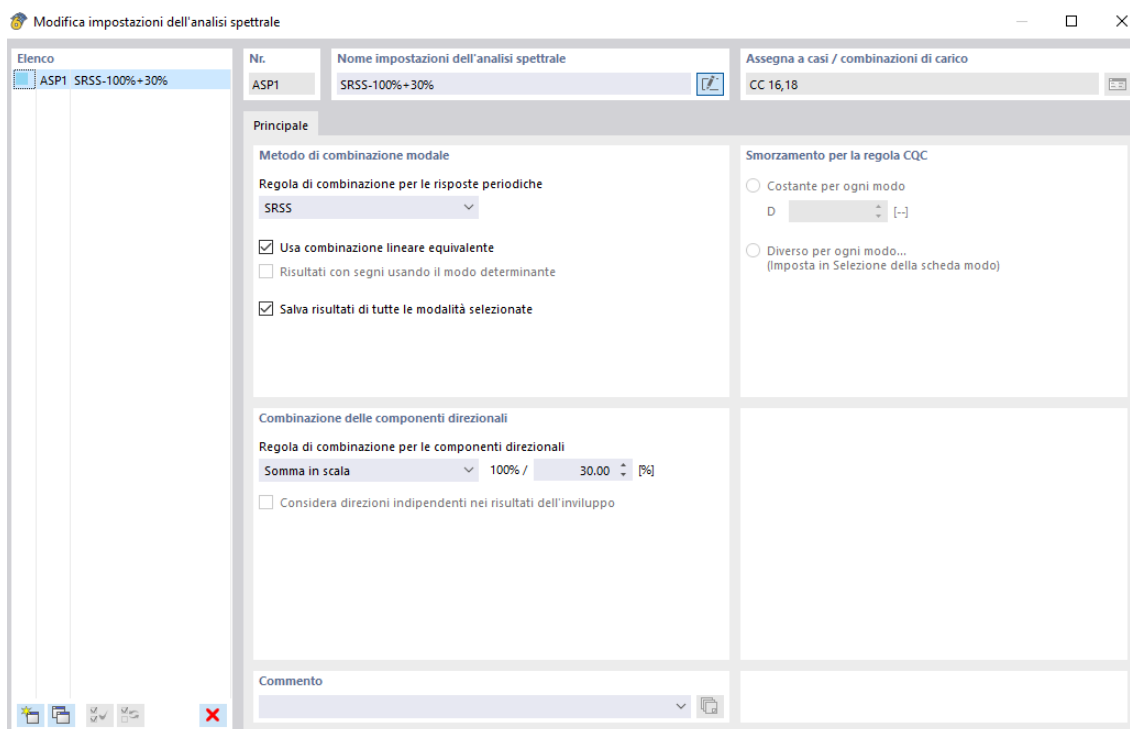 Modifica impostazioni dell'analisi spettrale
Elenco
ASP1 SRSS-100%+30%
Nr.
ASP1
Nome impostazioni dell'analisi spettrale
SRSS-100%+30%
Assegna a casi / combinazioni di carico
CC 16,18
Principale
Metodo di combinazione modale
Regola di combinazione per le risposte periodiche
SRSS
Usa combinazione lineare equivalente
Risultati con segni usando il modo determinante
Salva risultati di tutte le modalità selezionate
Smorzamento per la regola CQC
Costante per ogni modo
D [--]
Diverso per ogni modo...
(Imposta in Selezione della scheda modo)
Combinazione delle componenti direzionali
Regola di combinazione per le componenti direzionali
Somma in scala 100% / 30.00 [%]
Considera direzioni indipendenti nei risultati dell'inviluppo
Commento